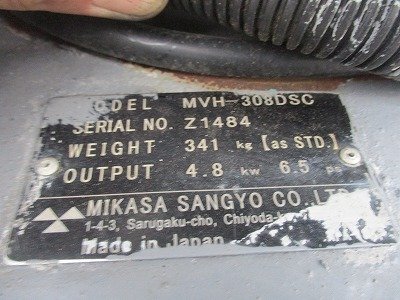 MODEL MVH-308DSC
SERIAL NO. Z1484
WEIGHT 341 kg [as STD.]
OUTPUT 4.8 kw 6.5 ps
MIKASA SANGYO CO., LTD.
1-4-3, Sarugaku-cho, Chiyoda-
Made in Japan